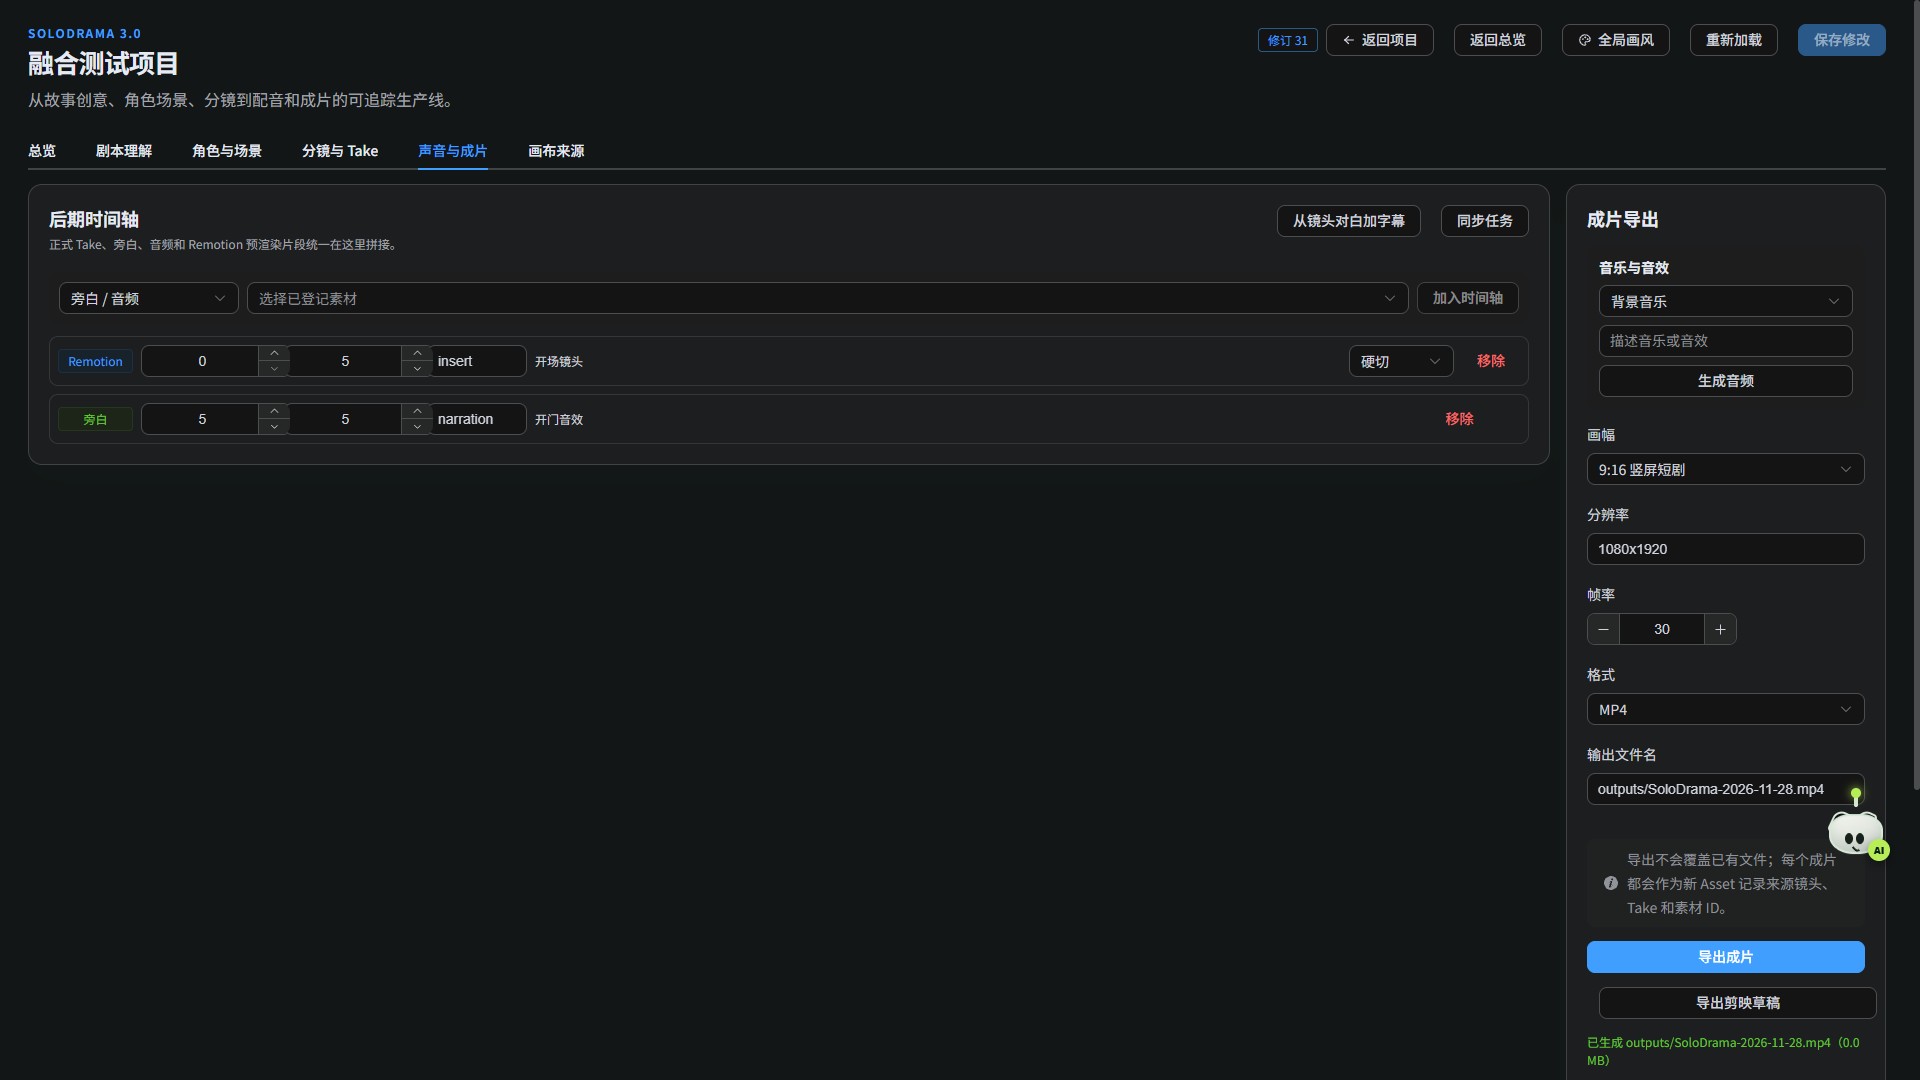 SOLODRAMA 3.0
融合测试项目
从故事创意、角色场景、分镜到配音和成片的可追踪生产线。
修订 31
返回项目
返回总览
全局画风
重新加载
保存修改
总览
剧本理解
角色与场景
分镜与 Take
声音与成片
画布来源
后期时间轴
正式 Take、旁白、音频和 Remotion 预渲染片段统一在这里拼接。
从镜头对白加字幕
同步任务
旁白 / 音频
选择已登记素材
加入时间轴
Remotion
0
5
insert
开场镜头
硬切
移除
旁白
5
5
narration
开门音效
移除
成片导出
音乐与音效
背景音乐
描述音乐或音效
生成音频
画幅
9:16 竖屏短剧
分辨率
1080x1920
帧率
30
格式
MP4
输出文件名
outputs/SoloDrama-2026-11-28.mp4
AI
导出不会覆盖已有文件；每个成片
都会作为新 Asset 记录来源镜头、
Take 和素材 ID。
导出成片
导出剪映草稿
已生成 outputs/SoloDrama-2026-11-28.mp4（0.0
MB）